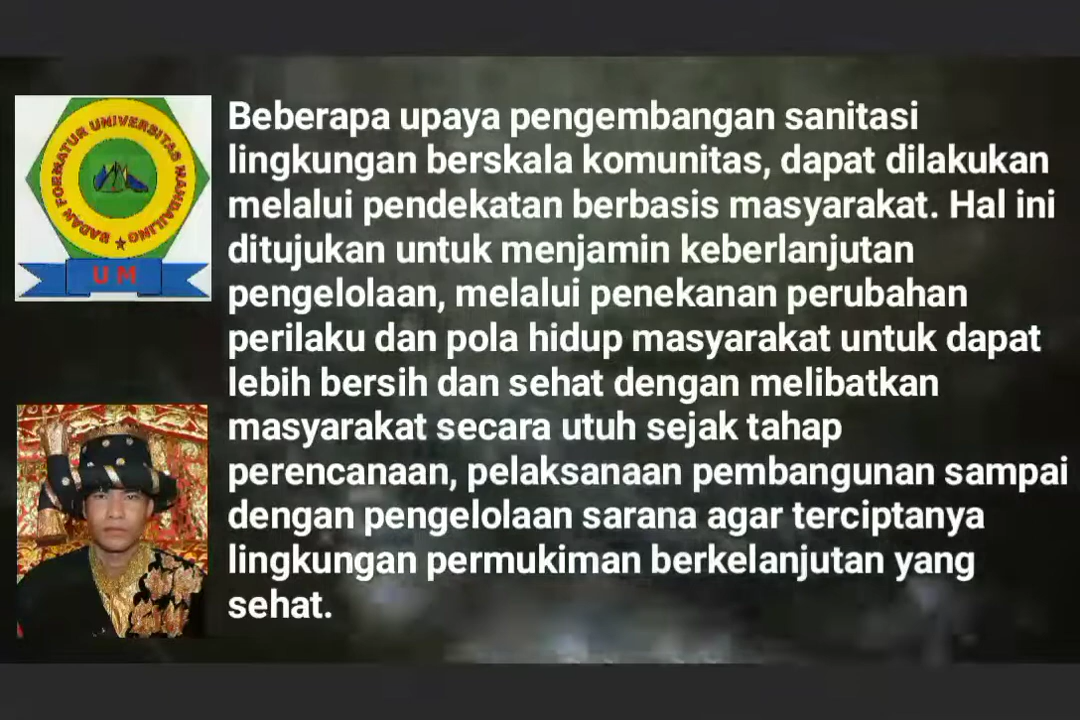 BADAN FORMATUR UNIVERSITAS MANDAILING
UM
Beberapa upaya pengembangan sanitasi
lingkungan berskala komunitas, dapat dilakukan
melalui pendekatan berbasis masyarakat. Hal ini
ditujukan untuk menjamin keberlanjutan
pengelolaan, melalui penekanan perubahan
perilaku dan pola hidup masyarakat untuk dapat
lebih bersih dan sehat dengan melibatkan
masyarakat secara utuh sejak tahap
perencanaan, pelaksanaan pembangunan sampai
dengan pengelolaan sarana agar terciptanya
lingkungan permukiman berkelanjutan yang
sehat.